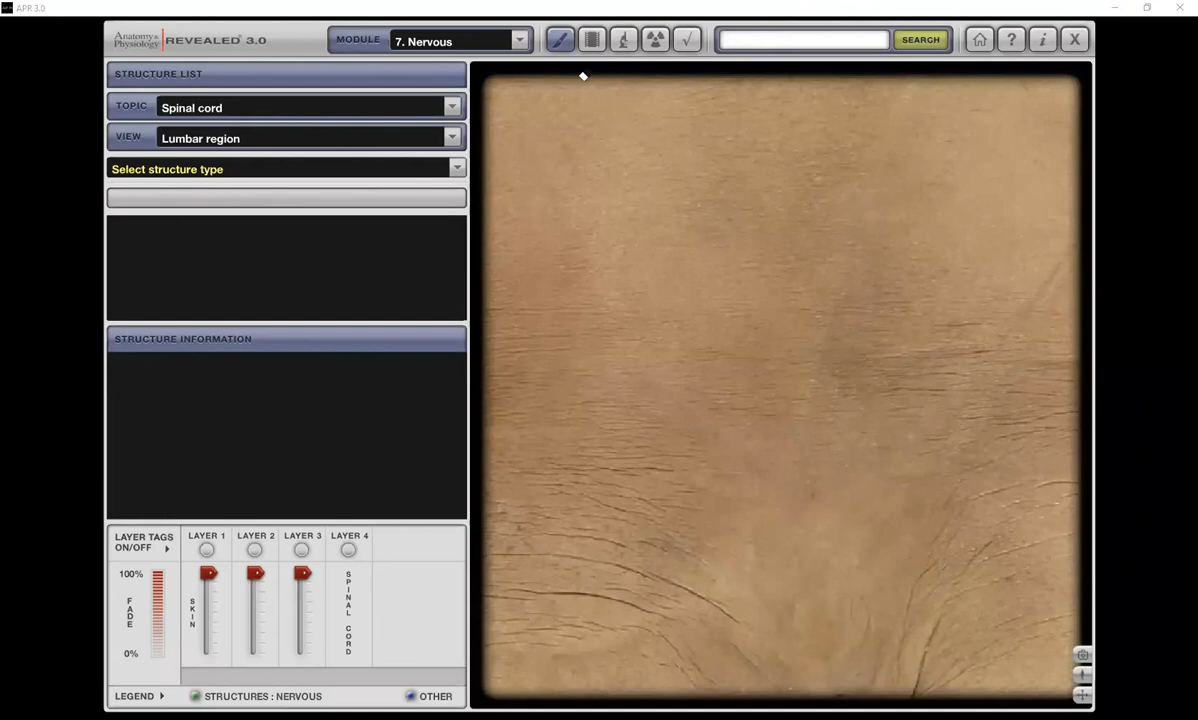 APR 3.0
Anatomy & Physiology REVEALED® 3.0
MODULE 7. Nervous
SEARCH
? i X
STRUCTURE LIST
TOPIC Spinal cord
VIEW Lumbar region
Select structure type
STRUCTURE INFORMATION
LAYER TAGS ON/OFF
LAYER 1 LAYER 2 LAYER 3 LAYER 4
100%
FADE
0%
SKIN
SPINAL CORD
LEGEND STRUCTURES : NERVOUS OTHER